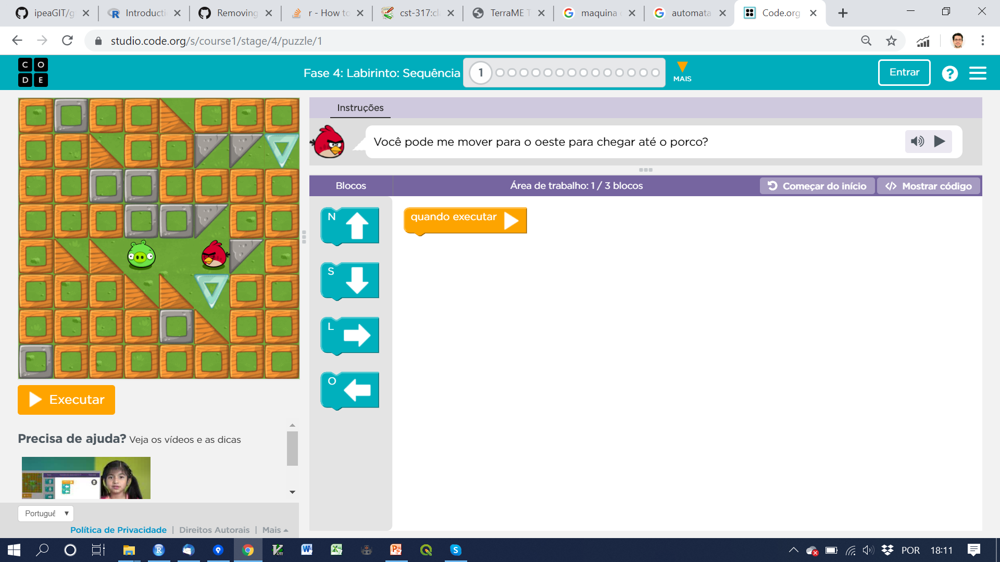 ipeaGIT/g
Introducti
Removing
r - How to
cst-317:cl
TerraME T
maquina
automata
Code.org
studio.code.org/s/course1/stage/4/puzzle/1
C O
D E
Fase 4: Labirinto: Sequência
1
MAIS
Entrar
?
Instruções
Você pode me mover para o oeste para chegar até o porco?
Blocos
Área de trabalho: 1 / 3 blocos
Começar do início
</> Mostrar código
N
S
L
O
quando executar
Executar
Precisa de ajuda? Veja os vídeos e as dicas
Portuguê
Política de Privacidade | Direitos Autorais | Mais
POR
18:11